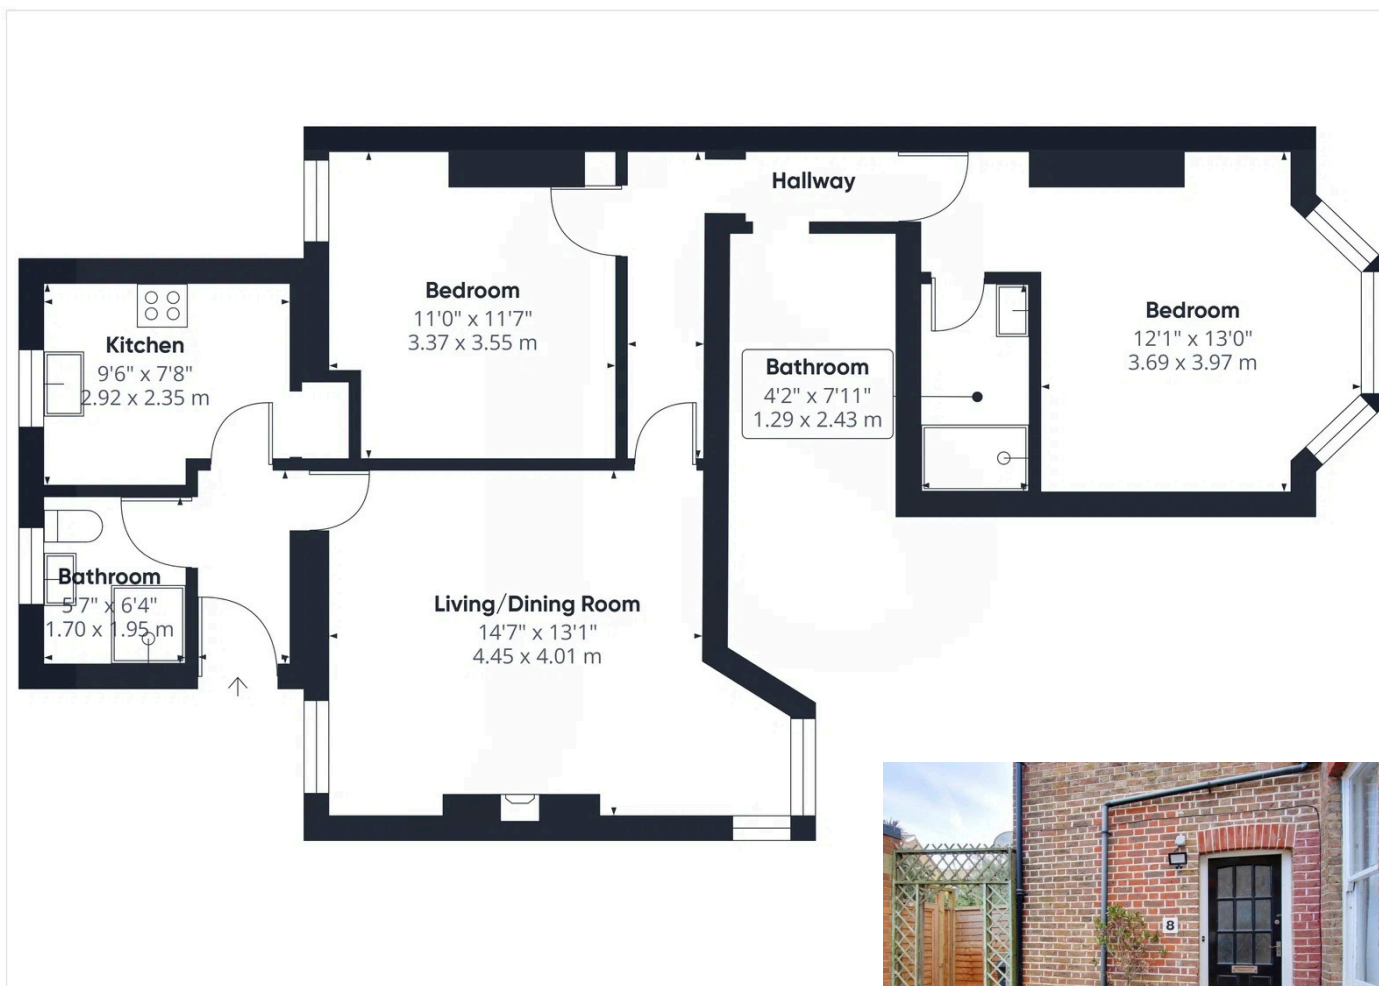 Hallway
Bedroom
11'0" x 11'7"
3.37 x 3.55 m
Bedroom
12'1" x 13'0"
3.69 x 3.97 m
Kitchen
9'6" x 7'8"
2.92 x 2.35 m
Bathroom
4'2" x 7'11"
1.29 x 2.43 m
Bathroom
5'7" x 6'4"
1.70 x 1.95 m
Living/Dining Room
14'7" x 13'1"
4.45 x 4.01 m
8